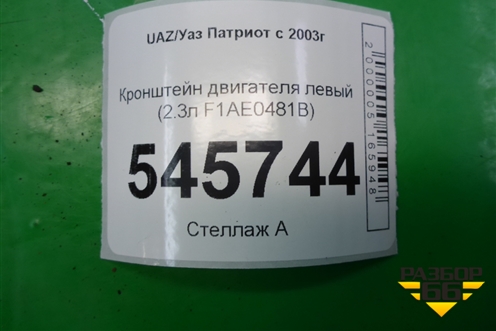 UAZ/Уаз Патриот с 2003г
Кронштейн двигателя левый
(2.3л F1AE0481B)
545744
Стеллаж А
2000005165948
РАЗБОР
66